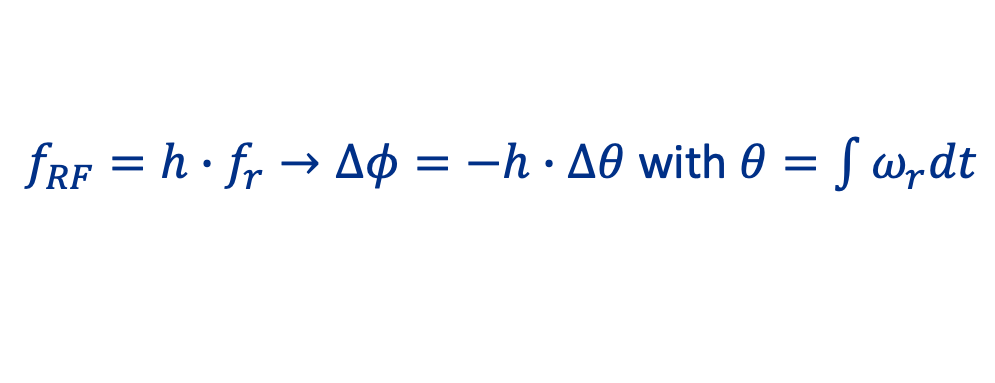 f_RF = h · f_r → Δϕ = −h · Δθ with θ = ∫ ω_r dt